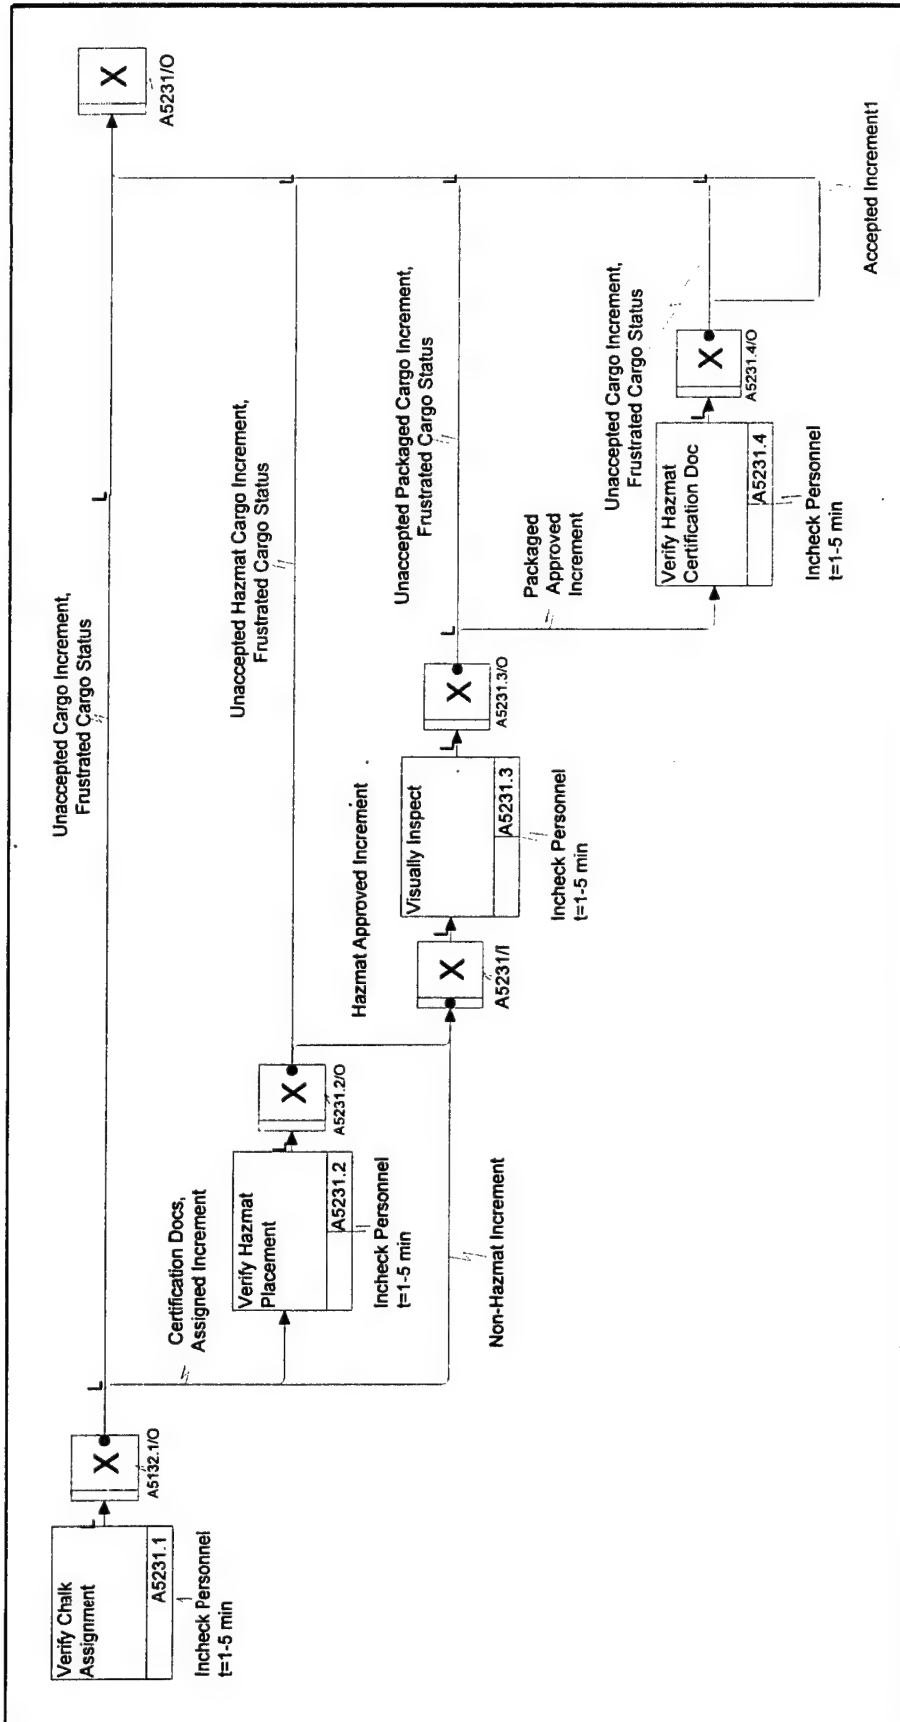 Verify Chalk
Assignment
A5231.1
Incheck Personnel
t=1-5 min
L
X
A5132.1/O
L
Unaccepted Cargo Increment,
Frustrated Cargo Status
L
X
A5231/O
Certification Docs,
Assigned Increment
Verify Hazmat
Placement
A5231.2
Incheck Personnel
t=1-5 min
L
X
A5231.2/O
Unaccepted Hazmat Cargo Increment,
Frustrated Cargo Status
L
Non-Hazmat Increment
Hazmat Approved Increment
X
A5231/I
L
Visually Inspect
A5231.3
Incheck Personnel
t=1-5 min
L
X
A5231.3/O
L
Unaccepted Packaged Cargo Increment,
Frustrated Cargo Status
L
Packaged
Approved
Increment
Verify Hazmat
Certification Doc
A5231.4
Incheck Personnel
t=1-5 min
L
X
A5231.4/O
Unaccepted Cargo Increment,
Frustrated Cargo Status
L
Accepted Increment1